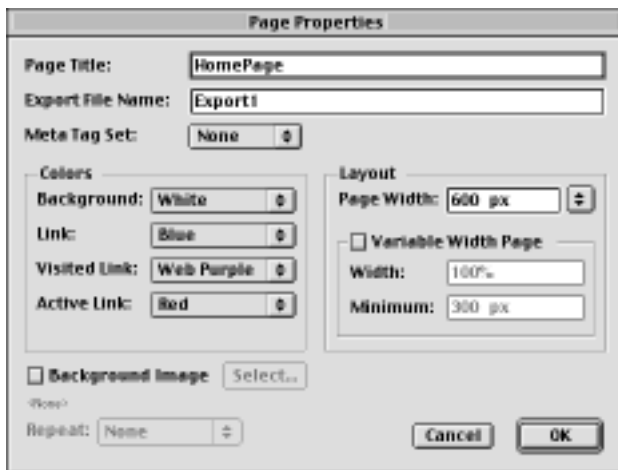 Page Properties
Page Title: HomePage
Export File Name: Export1
Meta Tag Set: None
Colors
Background: White
Link: Blue
Visited Link: Web Purple
Active Link: Red
Layout
Page Width: 600 px
Variable Width Page
Width: 100%
Minimum: 300 px
Background Image Select...
<None>
Repeat: None
Cancel OK